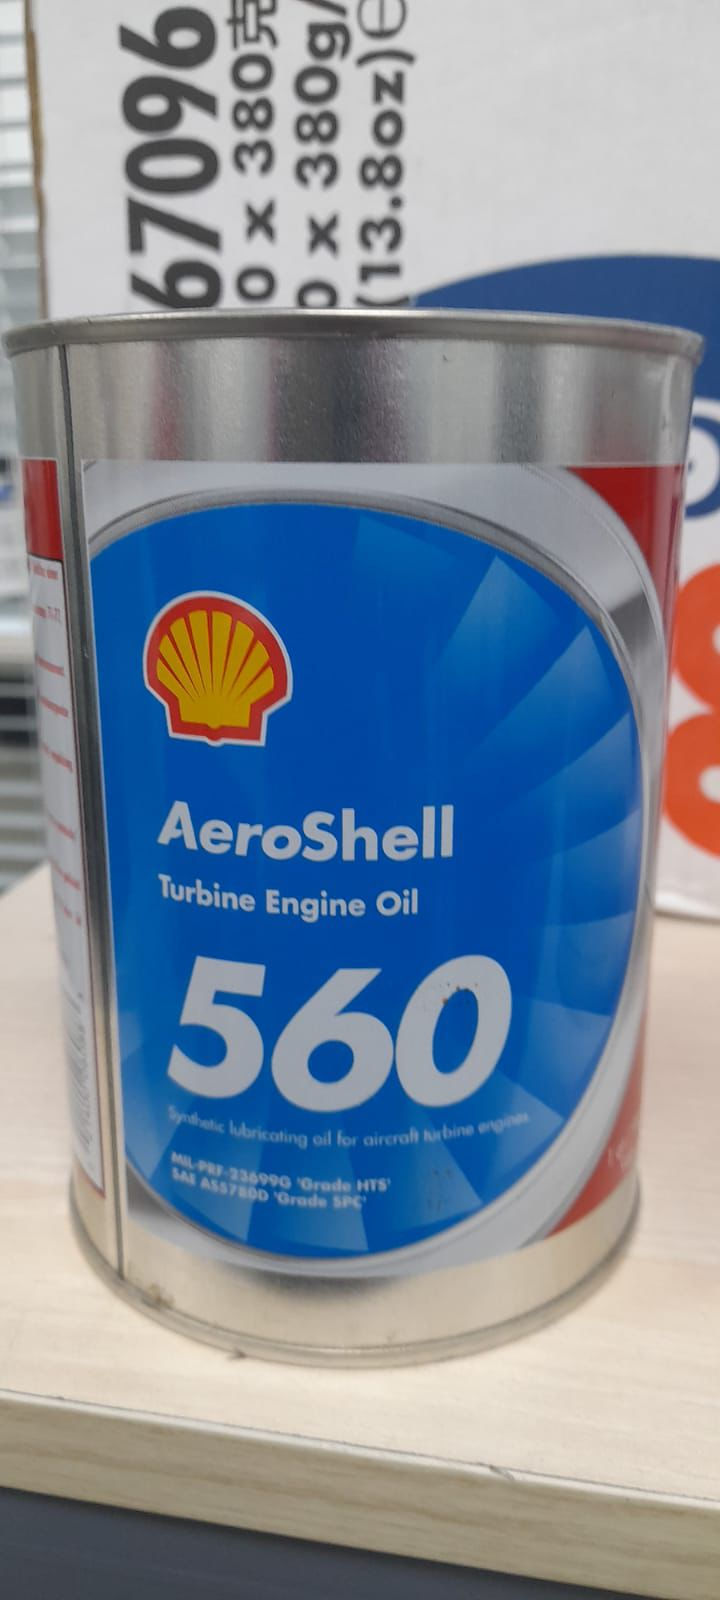 67096
0 x 380克
0 x 380g/
(13.8oz)℮
AeroShell
Turbine Engine Oil
560
Synthetic lubricating oil for aircraft turbine engines
MIL-PRF-23699G 'Grade HTS'
SAE AS5780D 'Grade SPC'